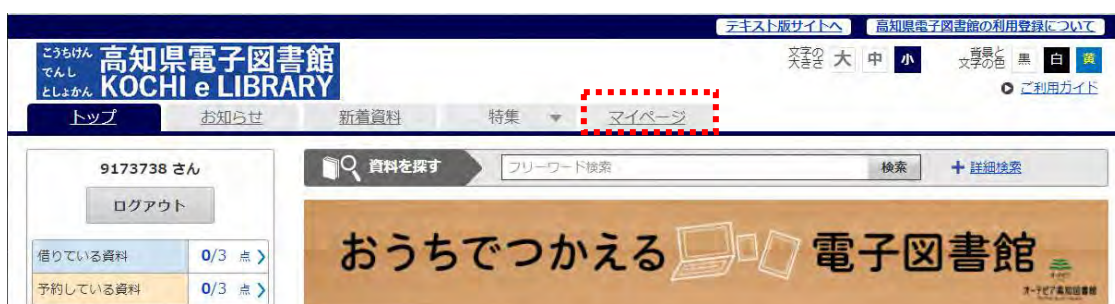 テキスト版サイトへ 高知県電子図書館の利用登録について
こうちけん でんし としょかん
高知県電子図書館
KOCHI e LIBRARY
文字の大きさ 大 中 小 背景と文字の色 黒 白 黄
ご利用ガイド
トップ お知らせ 新着資料 特集 マイページ
9173738 さん
資料を探す フリーワード検索 検索 詳細検索
ログアウト
おうちでつかえる 電子図書館
借りている資料 0/3 点
予約している資料 0/3 点
オーテピア高知図書館